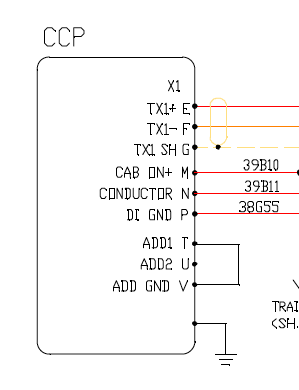 CCP
X1
TX1+ E
TX1- F
TX1 SH G
CAB ON+ M 39B10
CONDUCTOR N 39B11
DI GND P 38G55
ADD1 T
ADD2 U
ADD GND V
TRAI
(SH.